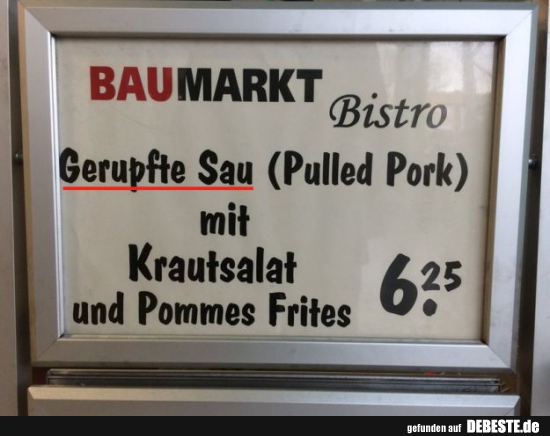 BAUMARKT
Bistro
Gerupfte Sau (Pulled Pork)
mit
Krautsalat
und Pommes Frites 6.25
gefunden auf DEBESTE.de